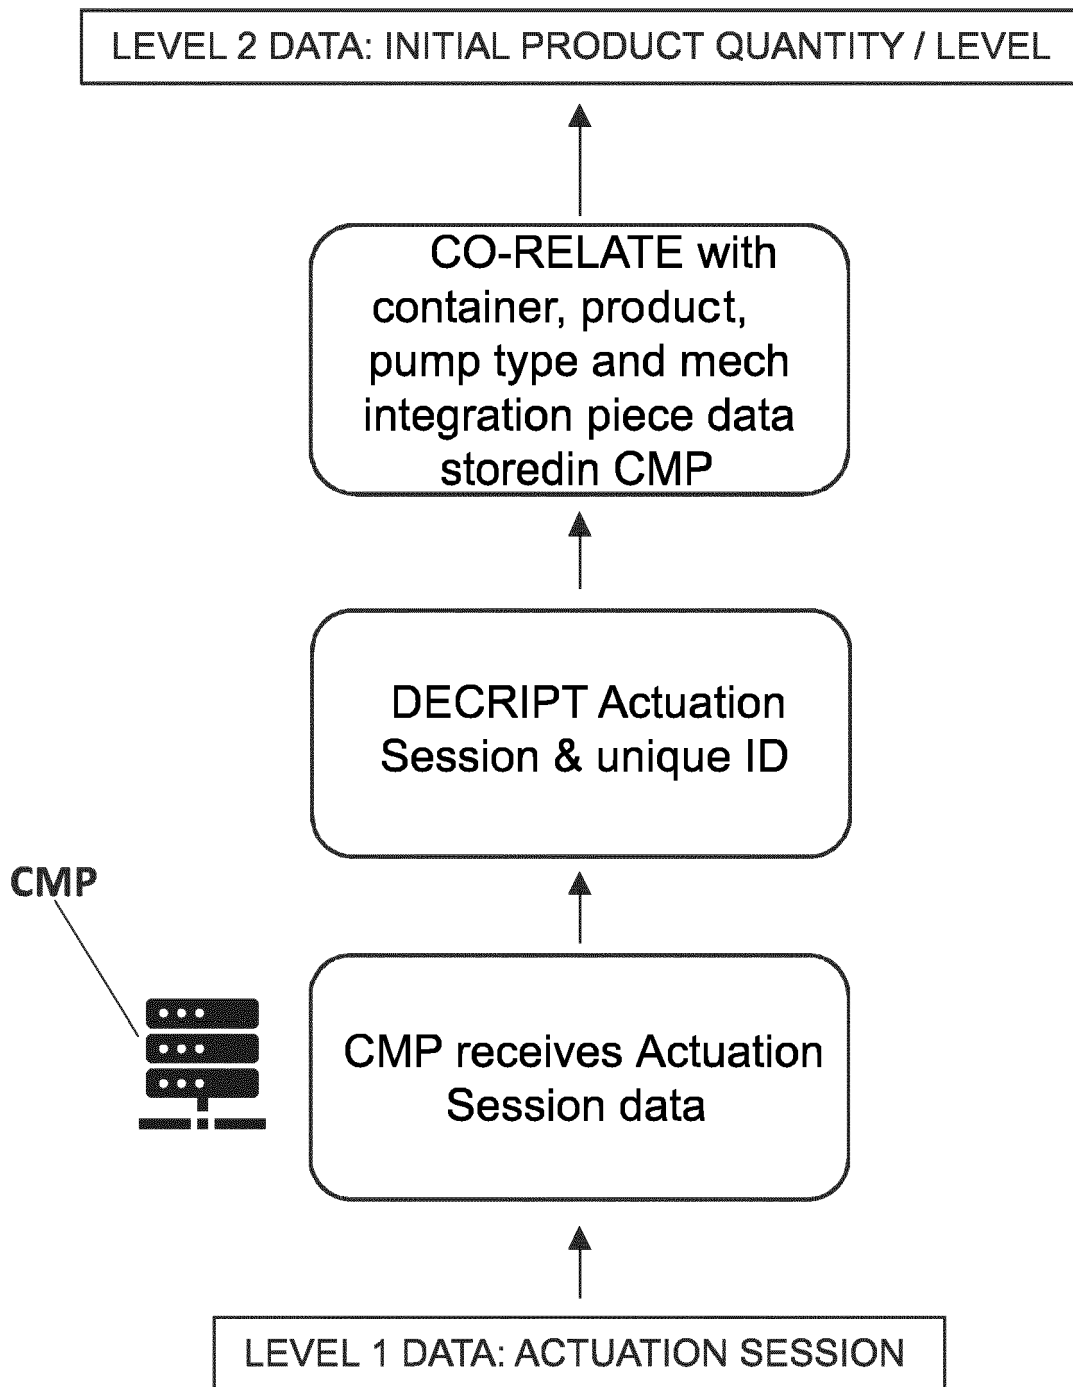 LEVEL 2 DATA: INITIAL PRODUCT QUANTITY / LEVEL
CO-RELATE with
container, product,
pump type and mech
integration piece data
storedin CMP
DECRIPT Actuation
Session & unique ID
CMP
CMP receives Actuation
Session data
LEVEL 1 DATA: ACTUATION SESSION